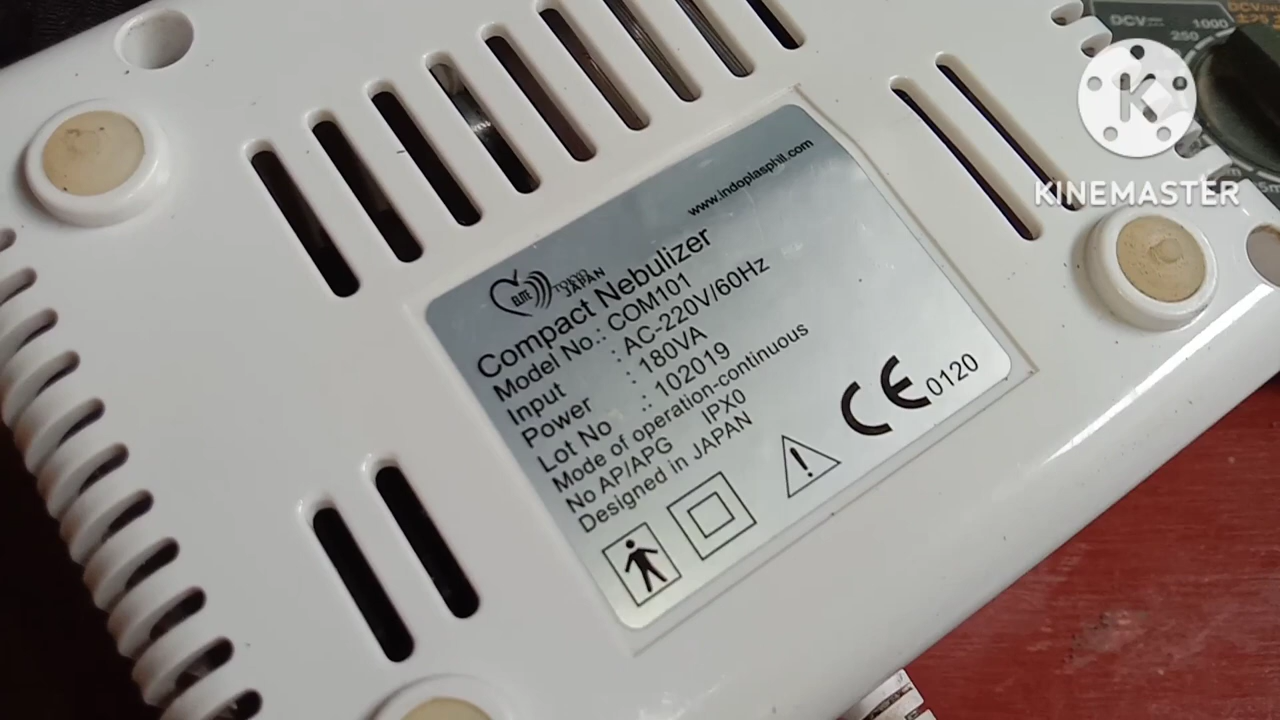 www.indoplasphil.com
ELITE
TOKYO
JAPAN
Compact Nebulizer
Model No.: COM101
Input : AC-220V/60Hz
Power : 180VA
Lot No .: 102019
Mode of operation-continuous
No AP/APG IPX0
Designed in JAPAN
CE 0120
DCV
1000
250
DCV
K
KINEMASTER